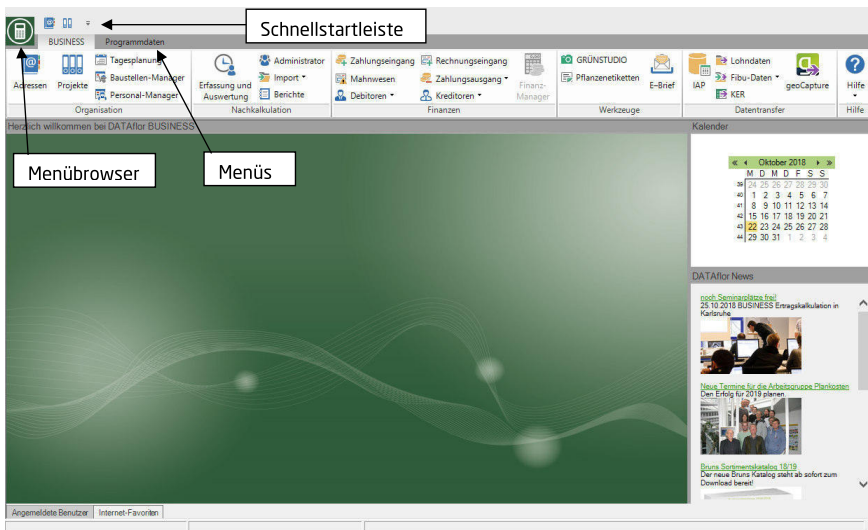 Schnellstartleiste
BUSINESS Programmdaten
Adressen
Projekte
Tagesplanung
Baustellen-Manager
Personal-Manager
Organisation
Erfassung und
Auswertung
Administrator
Import
Berichte
Nachkalkulation
Zahlungseingang
Mahnwesen
Debitoren
Rechnungseingang
Zahlungsausgang
Kreditoren
Finanz-
Manager
Finanzen
GRÜNSTUDIO
Pflanzenetiketten
E-Brief
Werkzeuge
IAP
Lohndaten
Fibu-Daten
KER
geoCapture
Datentransfer
Hilfe
Hilfe
Herzlich willkommen bei DATAflor BUSINESS
Menübrowser
Menüs
Kalender
Oktober 2018
M D M D F S S
39 24 25 26 27 28 29 30
40 1 2 3 4 5 6 7
41 8 9 10 11 12 13 14
42 15 16 17 18 19 20 21
43 22 23 24 25 26 27 28
44 29 30 31 1 2 3 4
DATAflor News
noch Seminarplätze frei!
25.10.2018 BUSINESS Ertragskalkulation in
Karlsruhe
Neue Termine für die Arbeitsgruppe Plankosten
Den Erfolg für 2019 planen
Bruns Sortimentskatalog 18/19
Der neue Bruns Katalog steht ab sofort zum
Download bereit!
Angemeldete Benutzer Internet-Favoriten